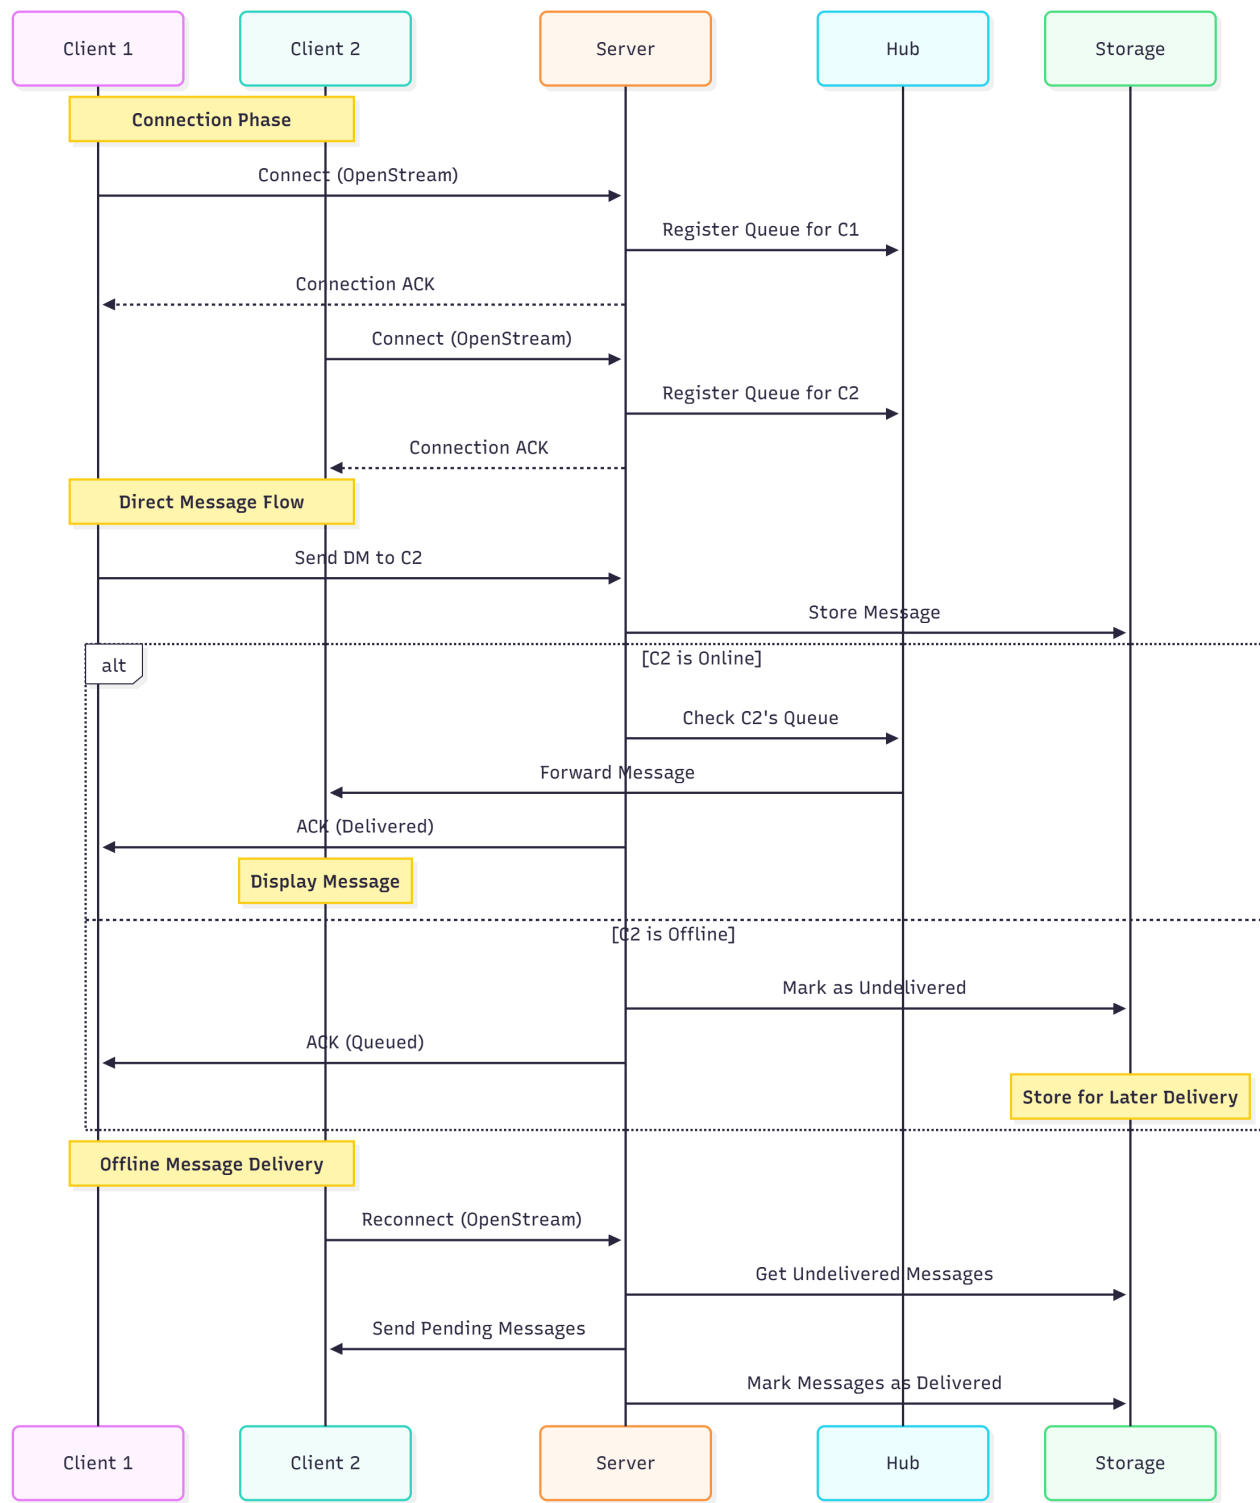 Client 1
Client 2
Server
Hub
Storage
Connection Phase
Connect (OpenStream)
Register Queue for C1
Connection ACK
Connect (OpenStream)
Register Queue for C2
Connection ACK
Direct Message Flow
Send DM to C2
Store Message
alt
[C2 is Online]
Check C2's Queue
Forward Message
ACK (Delivered)
Display Message
[C2 is Offline]
Mark as Undelivered
ACK (Queued)
Store for Later Delivery
Offline Message Delivery
Reconnect (OpenStream)
Get Undelivered Messages
Send Pending Messages
Mark Messages as Delivered
Client 1
Client 2
Server
Hub
Storage